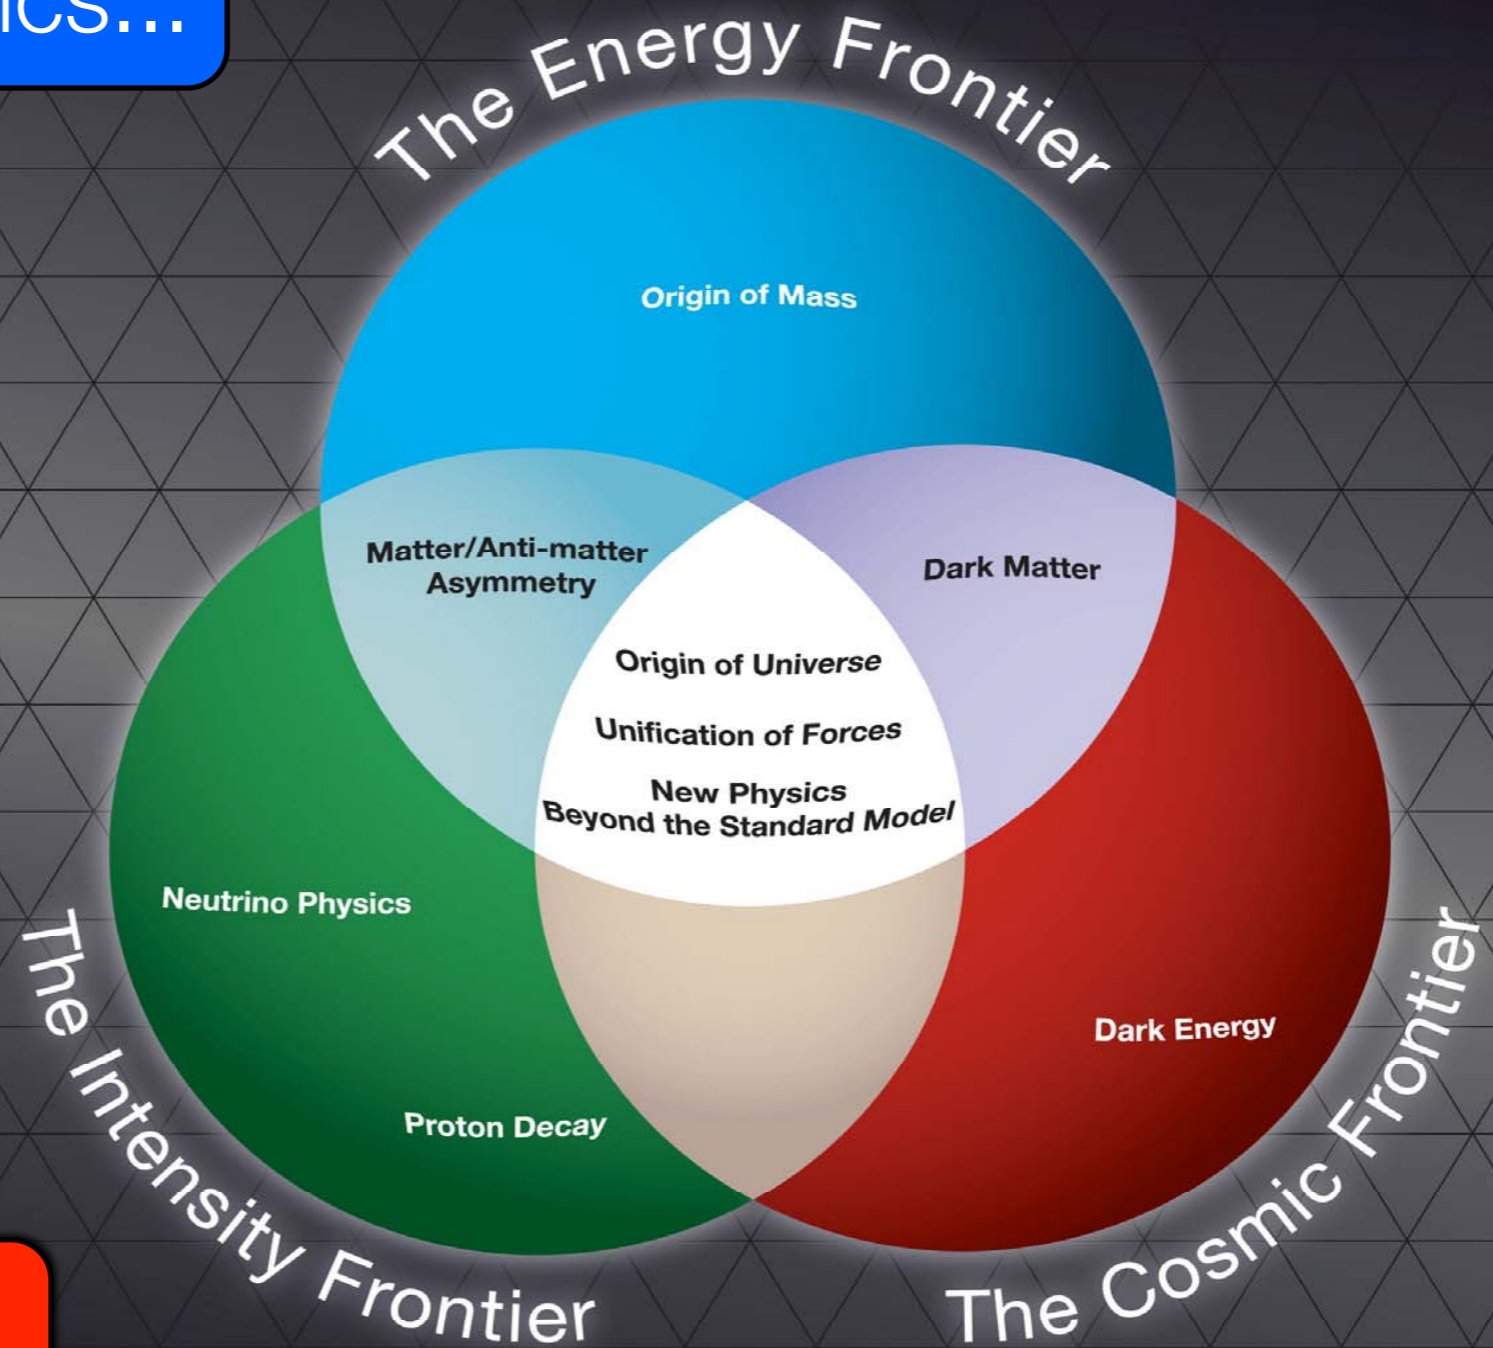 The Energy Frontier
Origin of Mass
Matter/Anti-matter
Asymmetry
Dark Matter
Origin of Universe
Unification of Forces
New Physics
Beyond the Standard Model
Neutrino Physics
Dark Energy
Proton Decay
The Intensity Frontier
The Cosmic Frontier